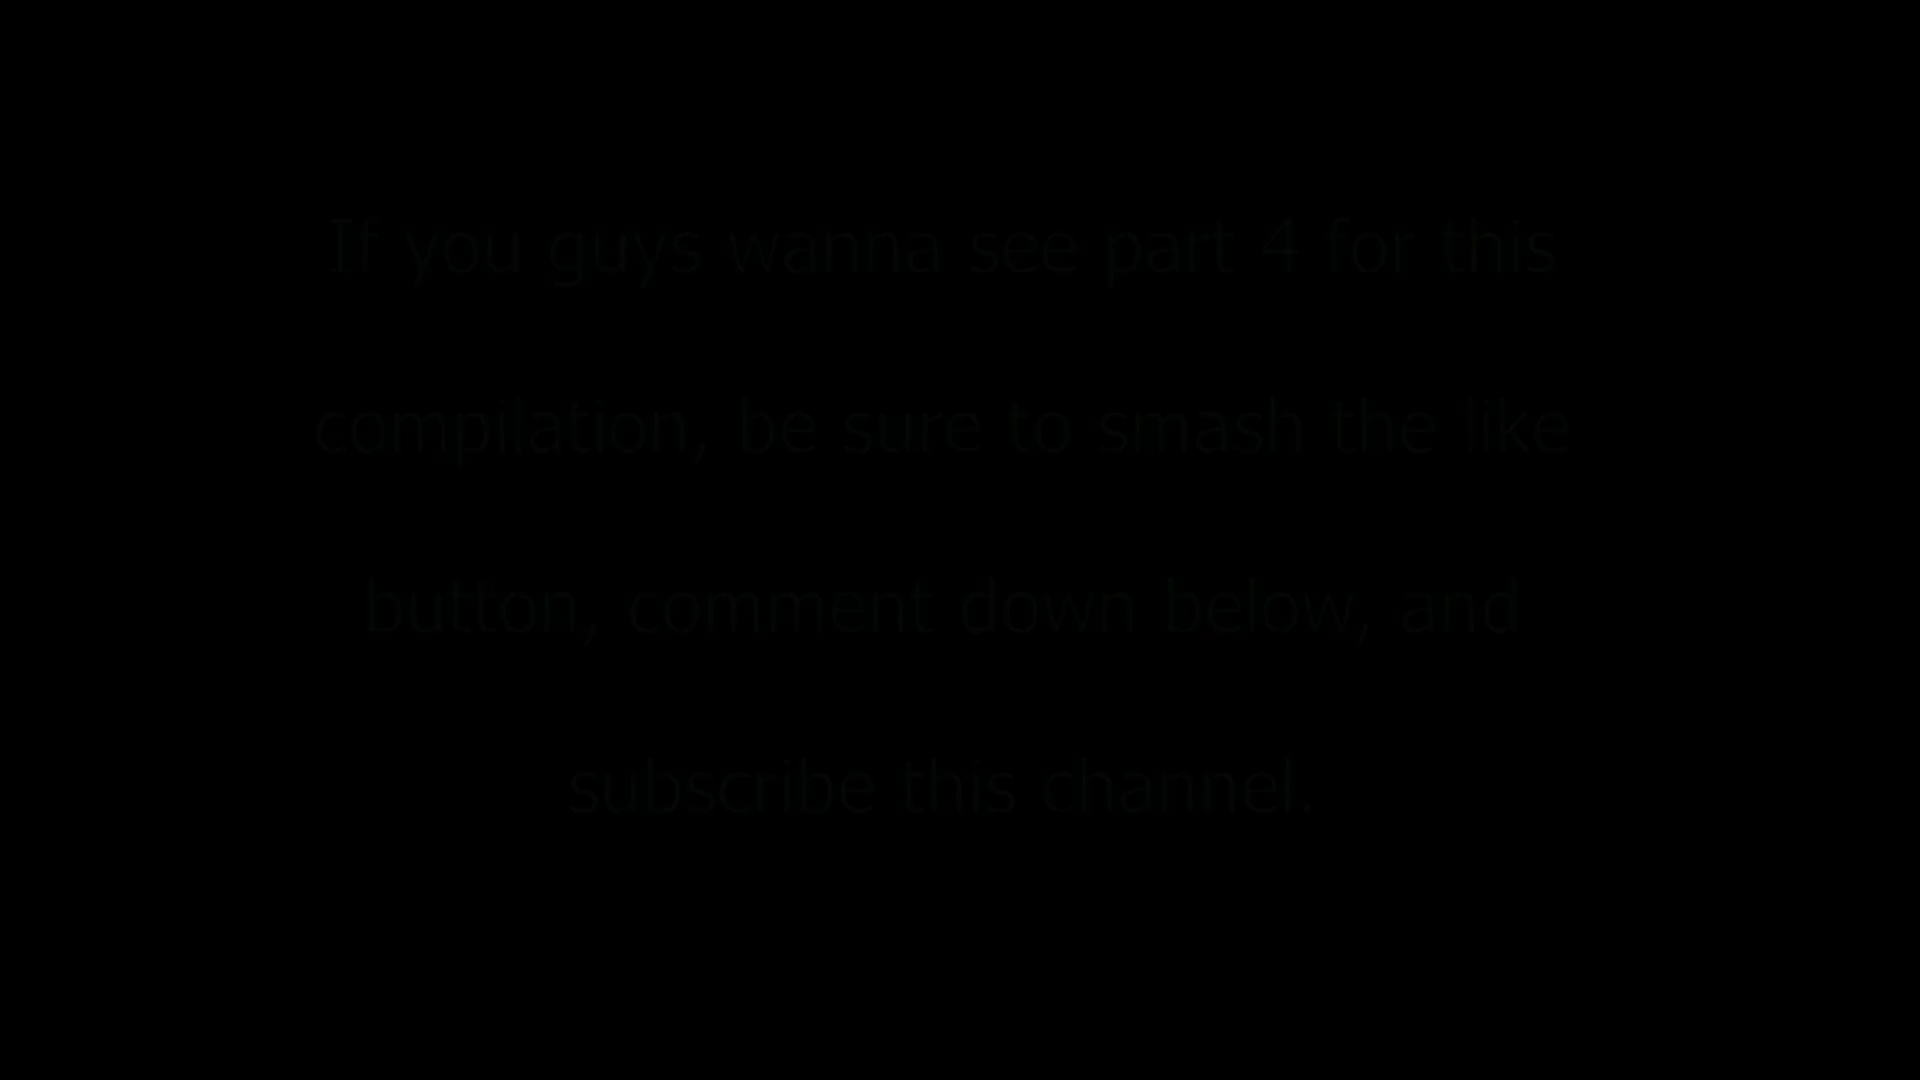 If you guys wanna see part 4 for this
compilation, be sure to smash the like
button, comment down below, and
subscribe this channel.